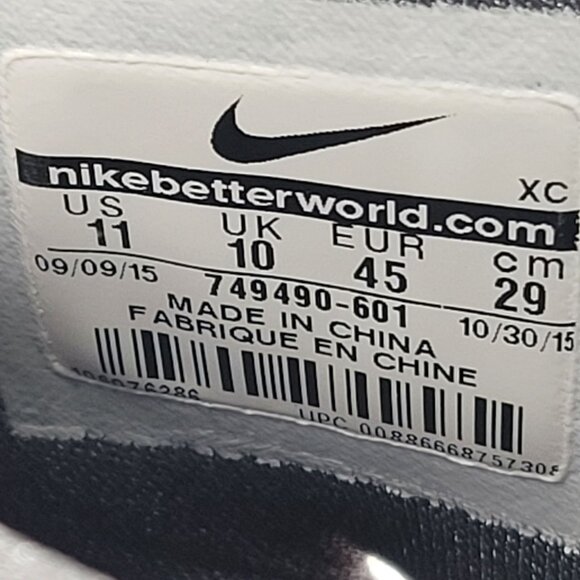 XC
nikebetterworld.com
US UK EUR cm
11 10 45 29
09/09/15 749490-601 10/30/15
MADE IN CHINA
FABRIQUE EN CHINE
UPC